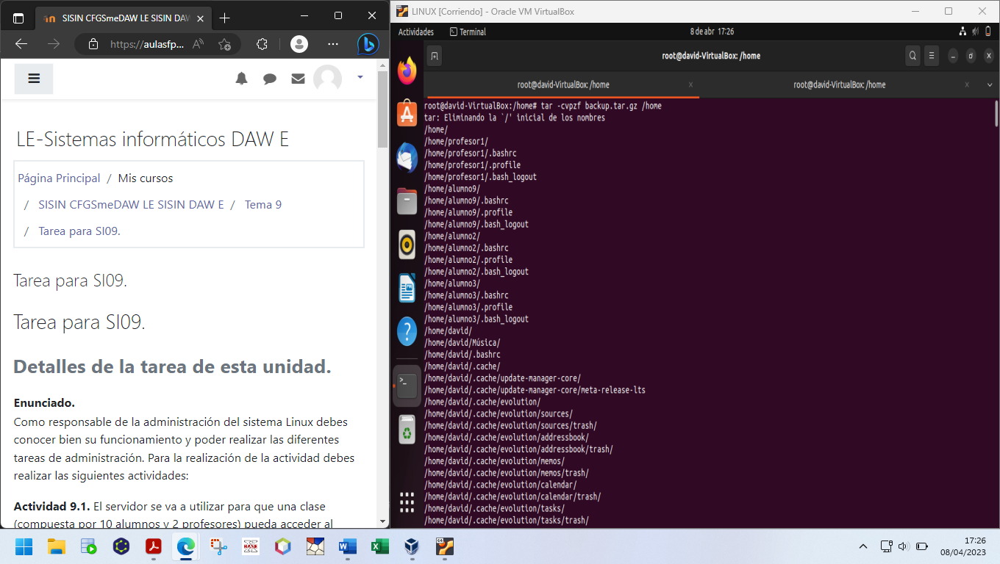 SISIN CFGSmeDAW LE SISIN DAW
https://aulasfp...
LE-Sistemas informáticos DAW E
Página Principal / Mis cursos
/ SISIN CFGSmeDAW LE SISIN DAW E / Tema 9
/ Tarea para SI09.
Tarea para SI09.
Tarea para SI09.
Detalles de la tarea de esta unidad.
Enunciado.
Como responsable de la administración del sistema Linux debes
conocer bien su funcionamiento y poder realizar las diferentes
tareas de administración. Para la realización de la actividad debes
realizar las siguientes actividades:
Actividad 9.1. El servidor se va a utilizar para que una clase
(compuesta por 10 alumnos y 2 profesores) pueda acceder al
LINUX [Corriendo] - Oracle VM VirtualBox
Actividades Terminal 8 de abr 17:26
root@david-VirtualBox: /home
root@david-VirtualBox: /home root@david-VirtualBox: /home
root@david-VirtualBox:/home# tar -cvpzf backup.tar.gz /home
tar: Eliminando la `/' inicial de los nombres
/home/
/home/profesor1/
/home/profesor1/.bashrc
/home/profesor1/.profile
/home/profesor1/.bash_logout
/home/alumno9/
/home/alumno9/.bashrc
/home/alumno9/.profile
/home/alumno9/.bash_logout
/home/alumno2/
/home/alumno2/.bashrc
/home/alumno2/.profile
/home/alumno2/.bash_logout
/home/alumno3/
/home/alumno3/.bashrc
/home/alumno3/.profile
/home/alumno3/.bash_logout
/home/david/
/home/david/Música/
/home/david/.bashrc
/home/david/.cache/
/home/david/.cache/update-manager-core/
/home/david/.cache/update-manager-core/meta-release-lts
/home/david/.cache/evolution/
/home/david/.cache/evolution/sources/
/home/david/.cache/evolution/sources/trash/
/home/david/.cache/evolution/addressbook/
/home/david/.cache/evolution/addressbook/trash/
/home/david/.cache/evolution/memos/
/home/david/.cache/evolution/memos/trash/
/home/david/.cache/evolution/calendar/
/home/david/.cache/evolution/calendar/trash/
/home/david/.cache/evolution/tasks/
/home/david/.cache/evolution/tasks/trash/
17:26
08/04/2023